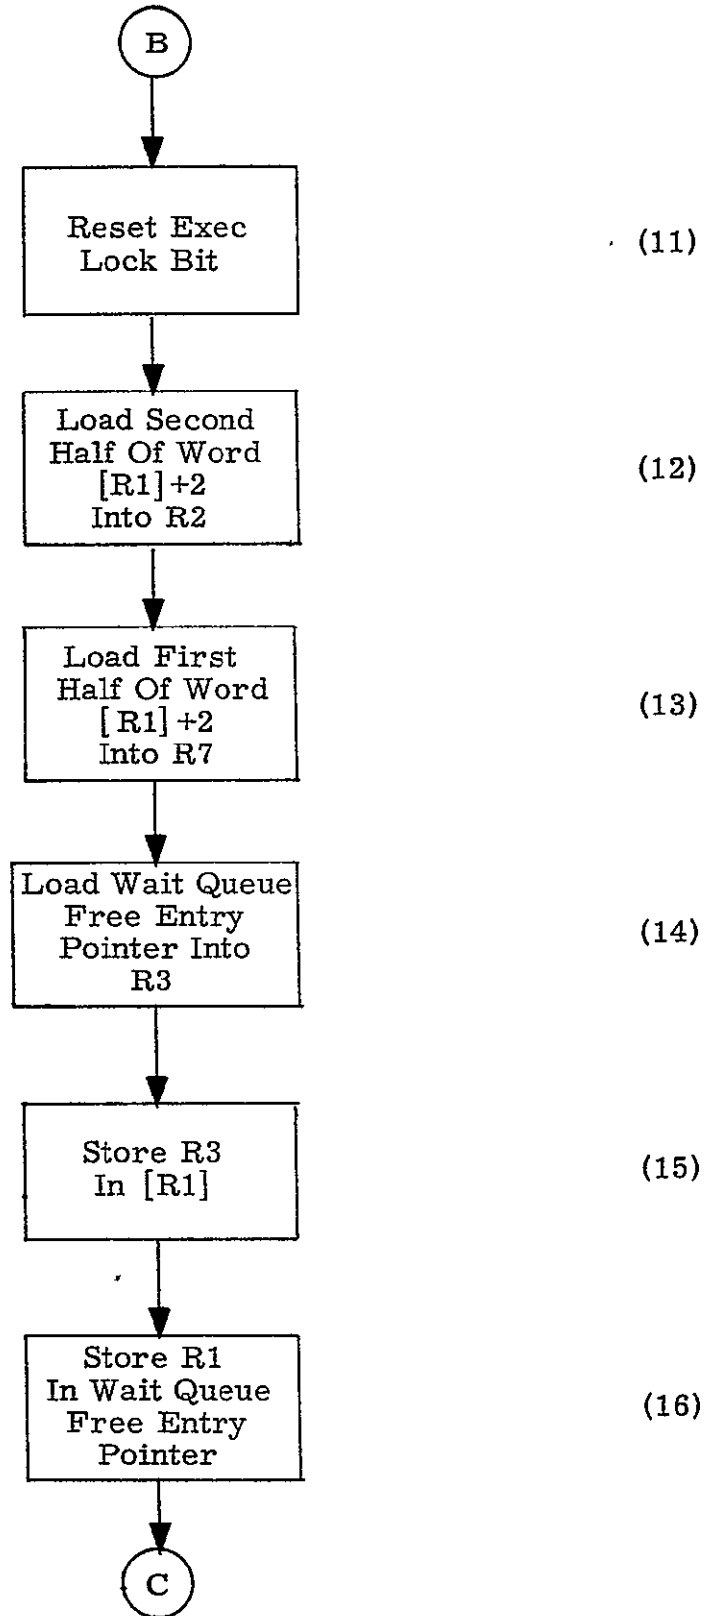 B
Reset Exec
Lock Bit
(11)
Load Second
Half Of Word
[R1]+2
Into R2
(12)
Load First
Half Of Word
[R1]+2
Into R7
(13)
Load Wait Queue
Free Entry
Pointer Into
R3
(14)
Store R3
In [R1]
(15)
Store R1
In Wait Queue
Free Entry
Pointer
(16)
C